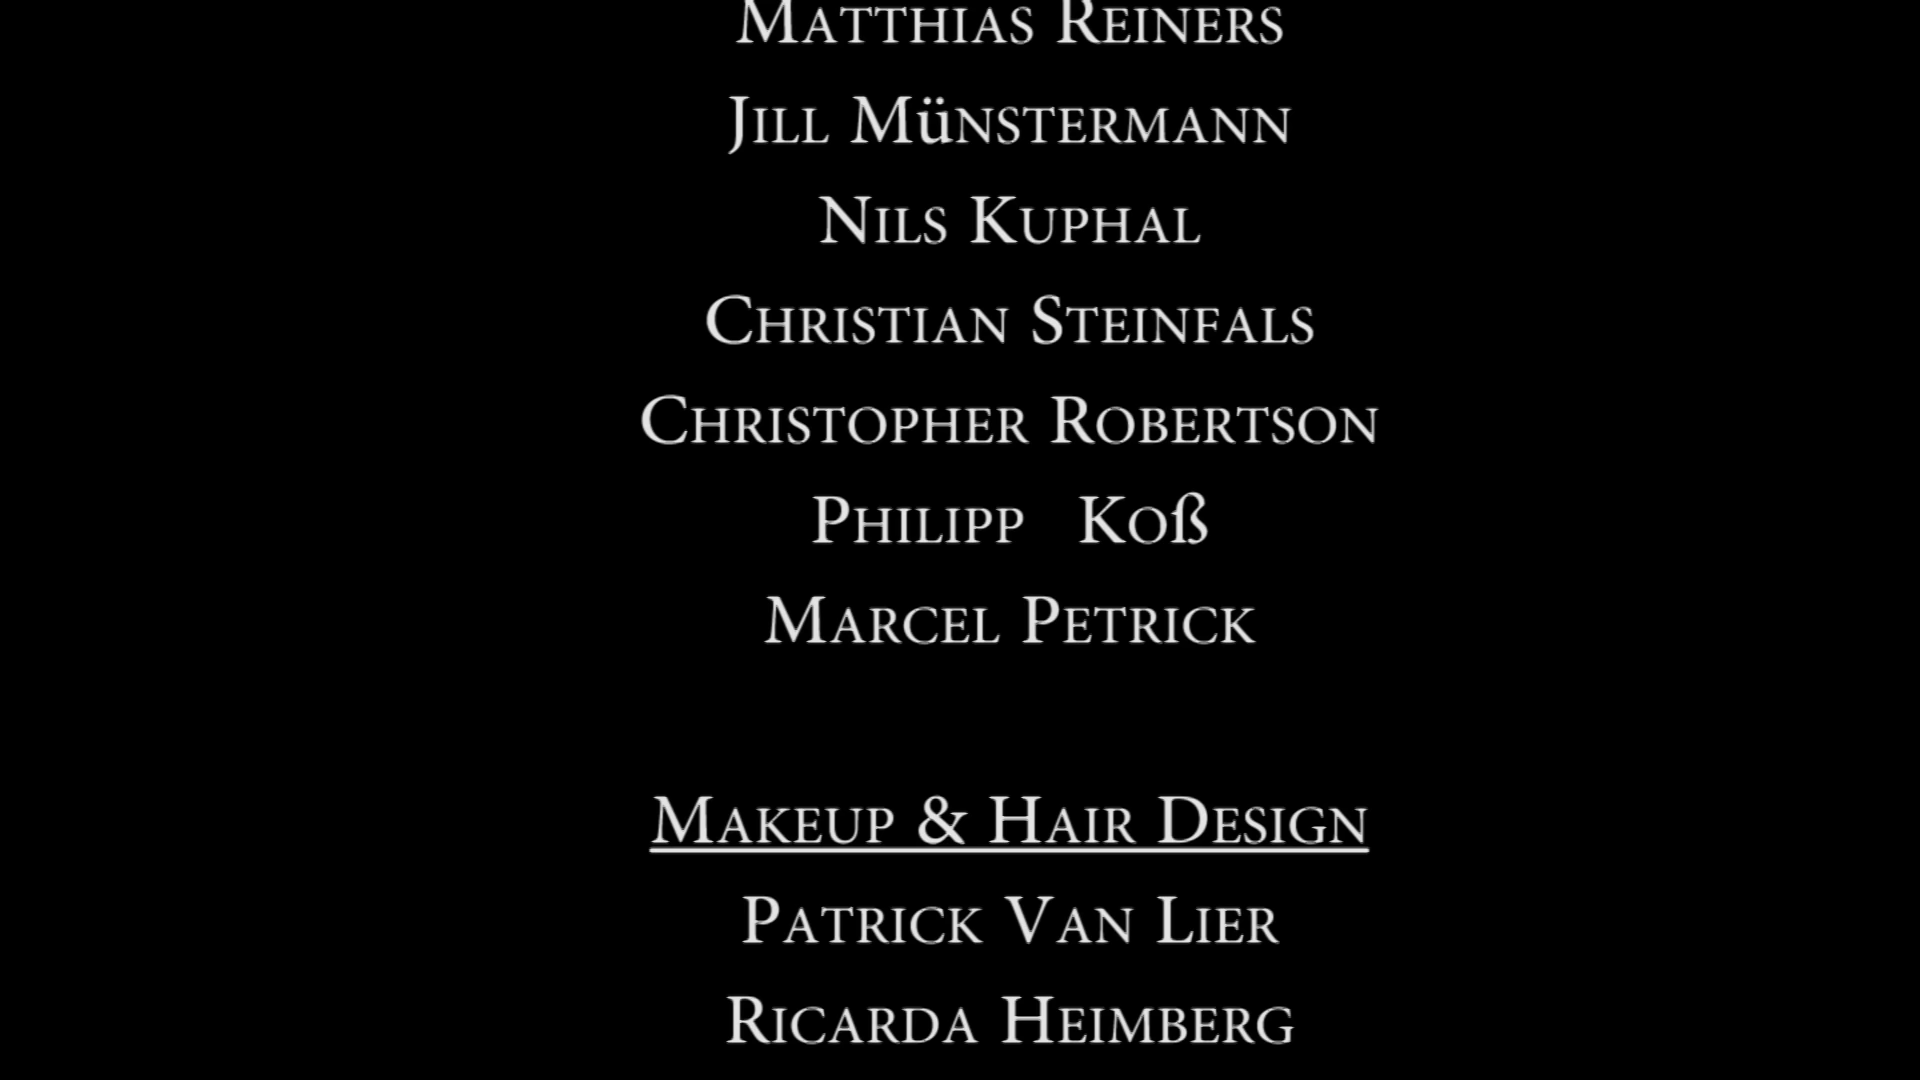 Matthias Reiners
Jill Münstermann
Nils Kuphal
Christian Steinfals
Christopher Robertson
Philipp Koß
Marcel Petrick
Makeup & Hair Design
Patrick Van Lier
Ricarda Heimberg